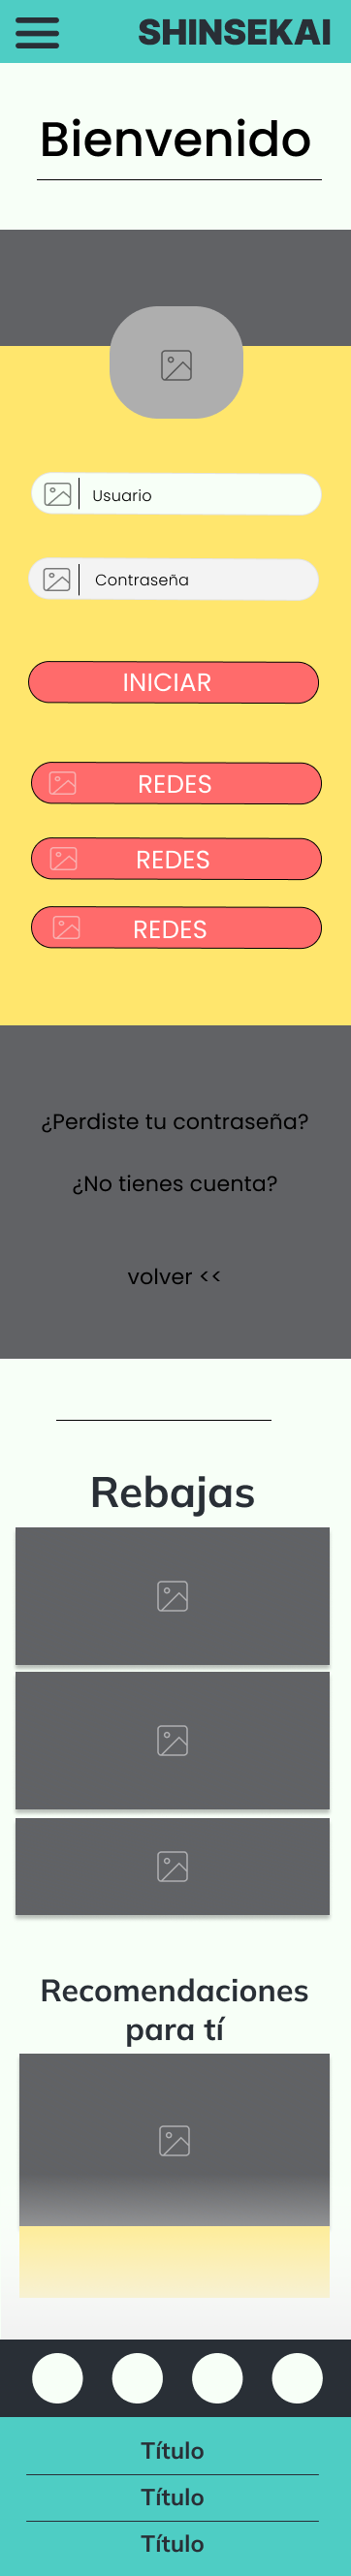 SHINSEKAI
Bienvenido
Usuario
Contraseña
INICIAR
REDES
REDES
REDES
¿Perdiste tu contraseña?
¿No tienes cuenta?
volver <<
Rebajas
Recomendaciones
para tí
Título
Título
Título